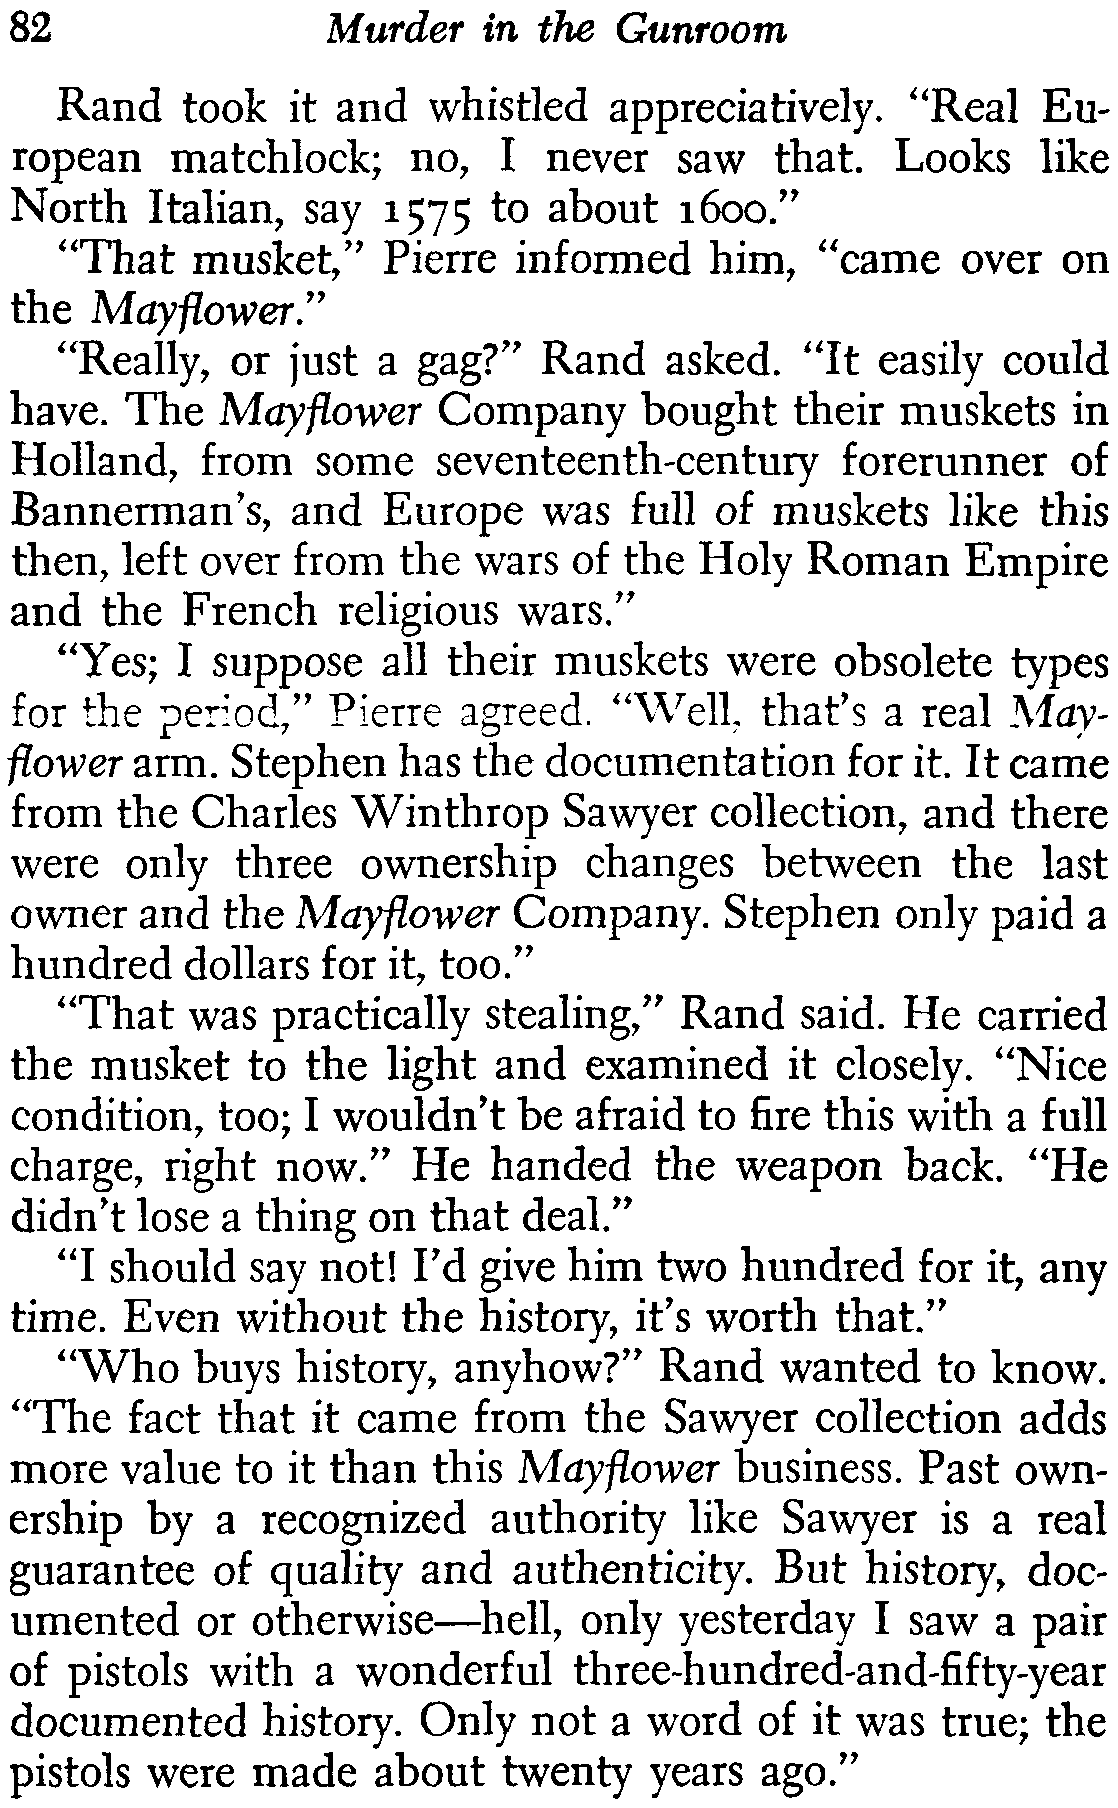 82 Murder in the Gunroom
Rand took it and whistled appreciatively. “Real Eu-
ropean matchlock; no, I never saw that. Looks like
North Italian, say 1575 to about 1600.”
“That musket,” Pierre informed him, “came over on
the Mayflower.”
“Really, or just a gag?” Rand asked. “It easily could
have. The Mayflower Company bought their muskets in
Holland, from some seventeenth-century forerunner of
Bannerman’s, and Europe was full of muskets like this
then, left over from the wars of the Holy Roman Empire
and the French religious wars.”
“Yes; I suppose all their muskets were obsolete types
for the period,” Pierre agreed. “Well, that’s a real May-
flower arm. Stephen has the documentation for it. It came
from the Charles Winthrop Sawyer collection, and there
were only three ownership changes between the last
owner and the Mayflower Company. Stephen only paid a
hundred dollars for it, too.”
“That was practically stealing,” Rand said. He carried
the musket to the light and examined it closely. “Nice
condition, too; I wouldn’t be afraid to fire this with a full
charge, right now.” He handed the weapon back. “He
didn’t lose a thing on that deal.”
“I should say not! I’d give him two hundred for it, any
time. Even without the history, it’s worth that.”
“Who buys history, anyhow?” Rand wanted to know.
“The fact that it came from the Sawyer collection adds
more value to it than this Mayflower business. Past own-
ership by a recognized authority like Sawyer is a real
guarantee of quality and authenticity. But history, doc-
umented or otherwise—hell, only yesterday I saw a pair
of pistols with a wonderful three-hundred-and-fifty-year
documented history. Only not a word of it was true; the
pistols were made about twenty years ago.”